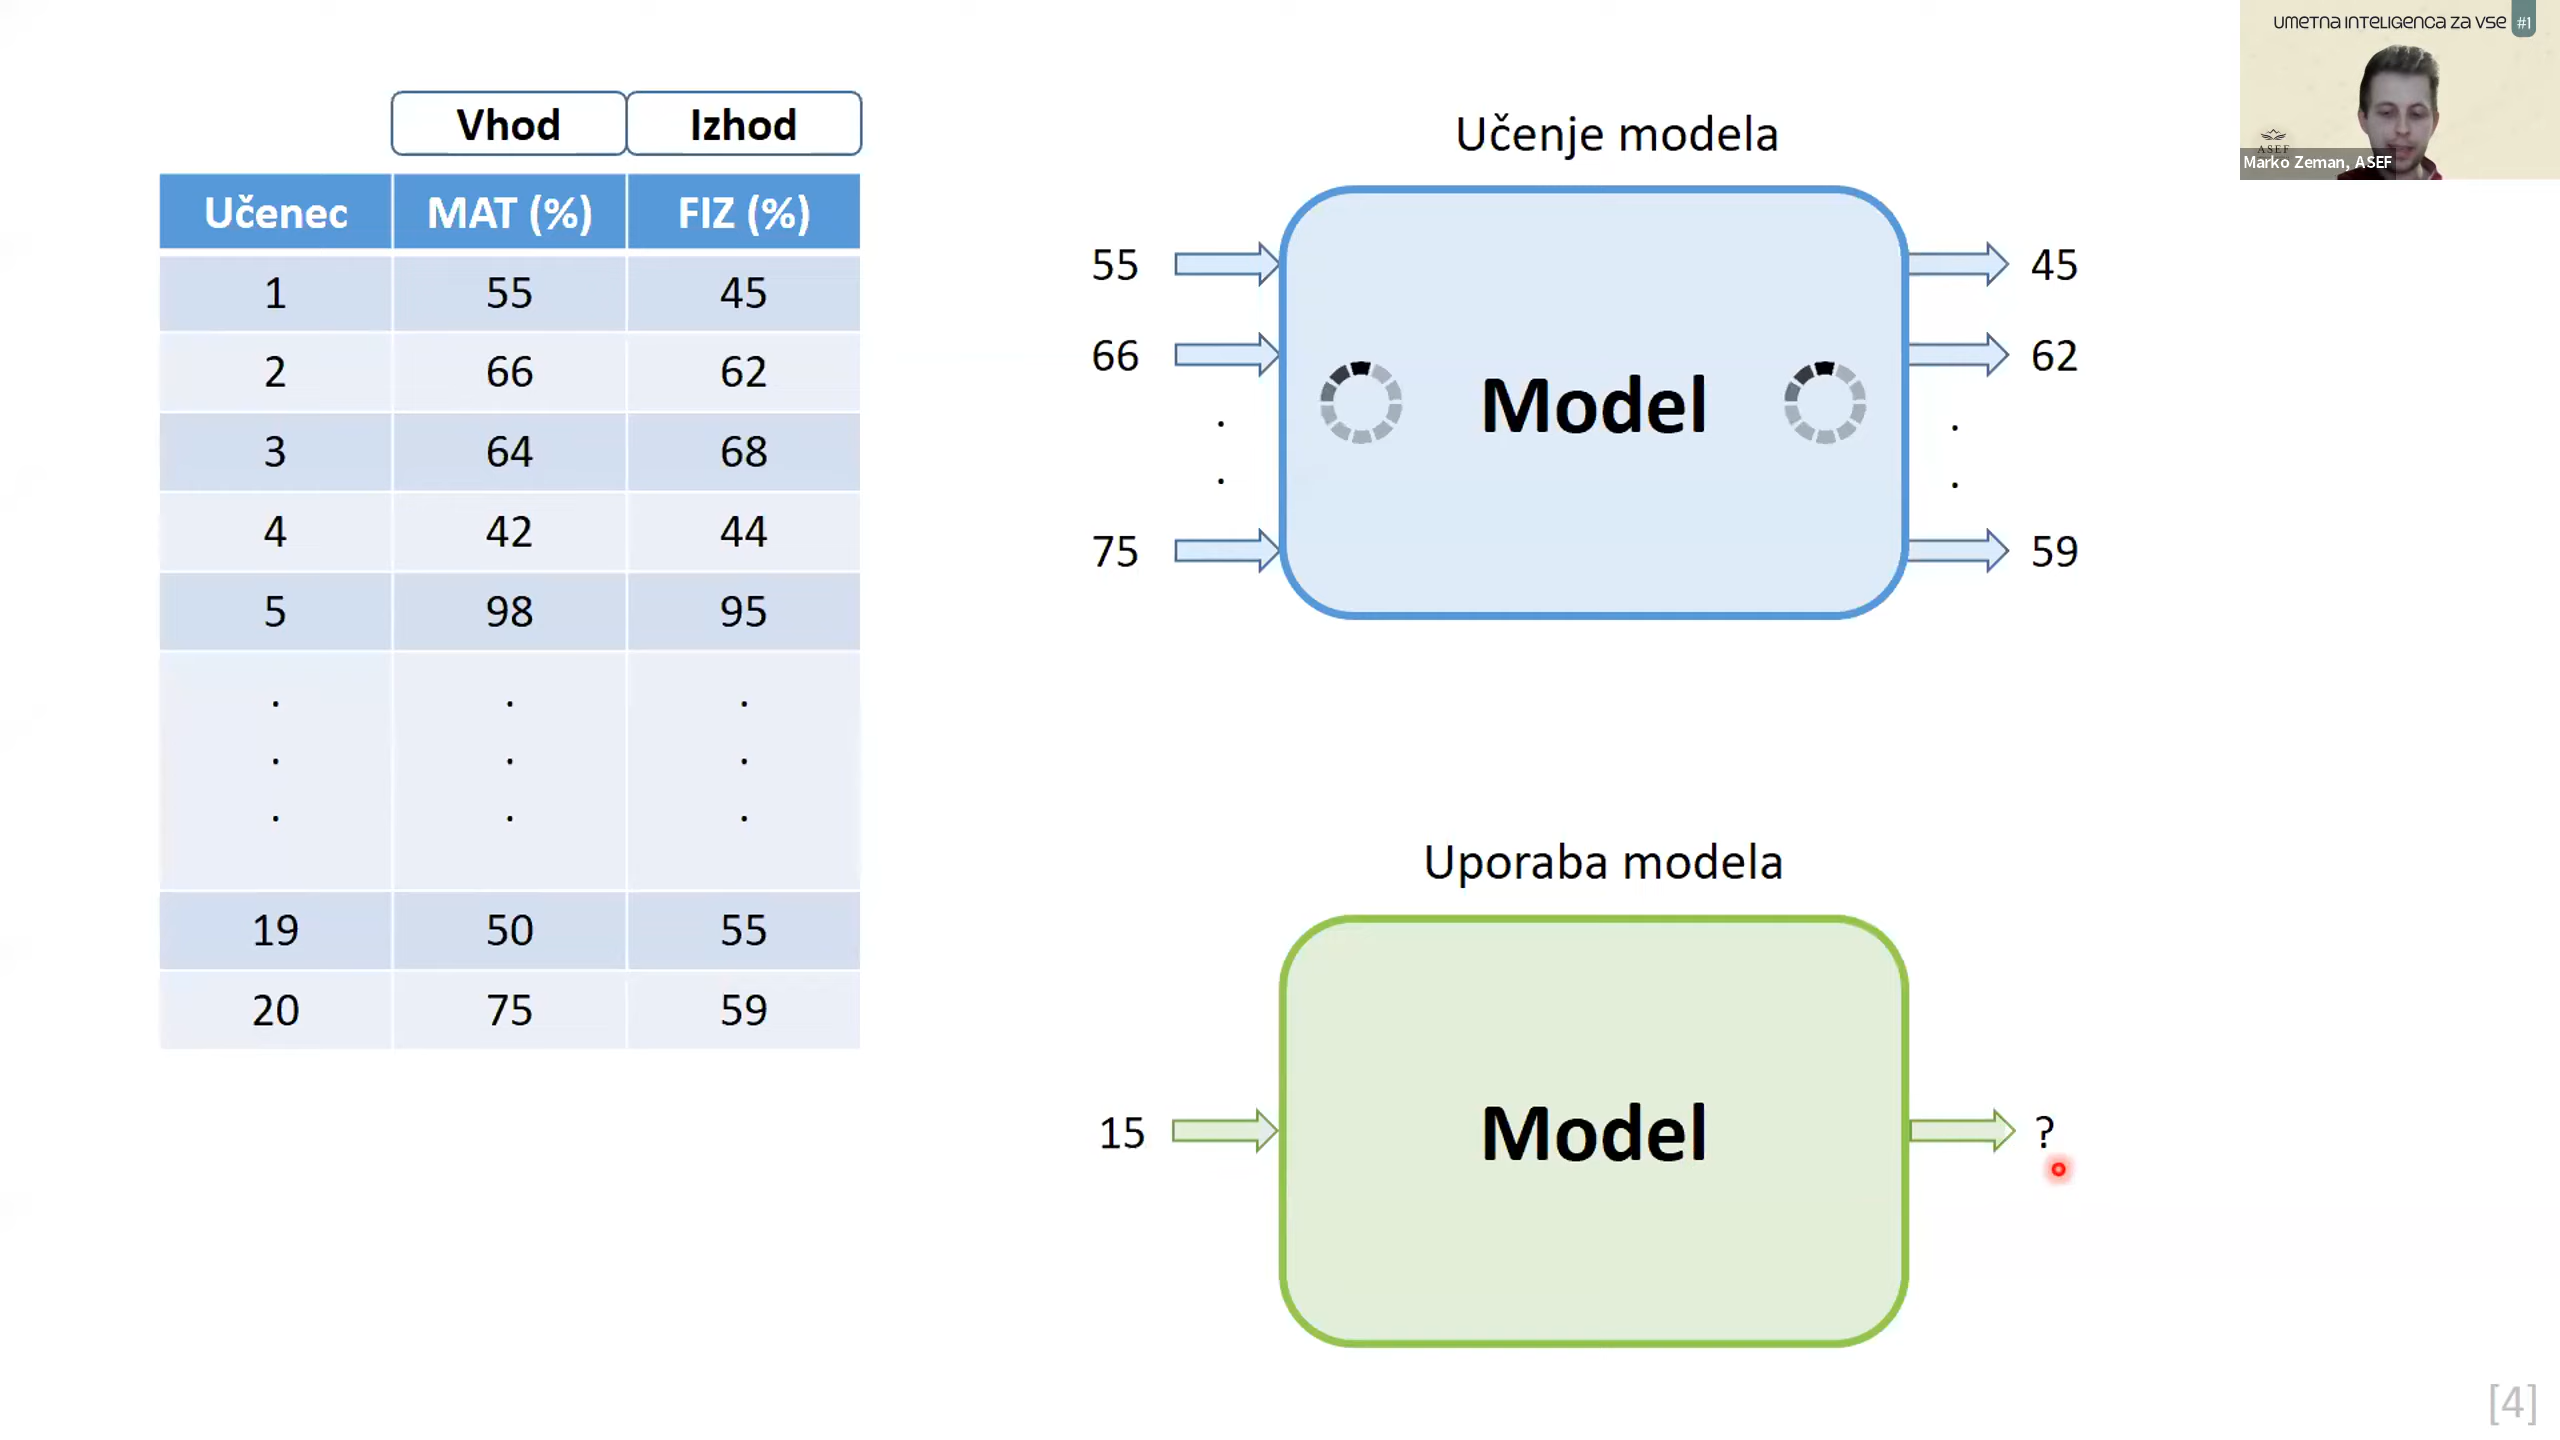 UMETNA INTELIGENCA ZA VSE #1
ASEF
Marko Zeman, ASEF
Vhod Izhod
Učenec MAT (%) FIZ (%)
1 55 45
2 66 62
3 64 68
4 42 44
5 98 95
. . .
. . .
. . .
19 50 55
20 75 59
Učenje modela
55 45
66 62
Model
. .
. .
75 59
Uporaba modela
15 Model ?
[4]